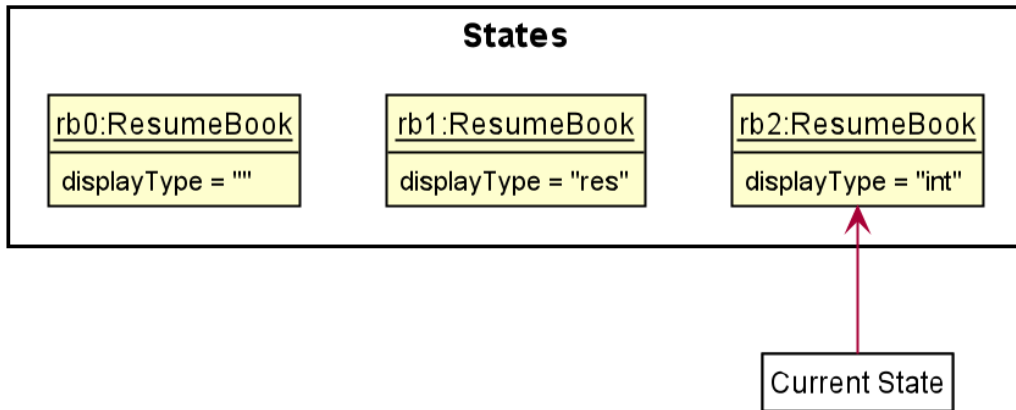 States
rb0:ResumeBook
displayType = ""
rb1:ResumeBook
displayType = "res"
rb2:ResumeBook
displayType = "int"
Current State